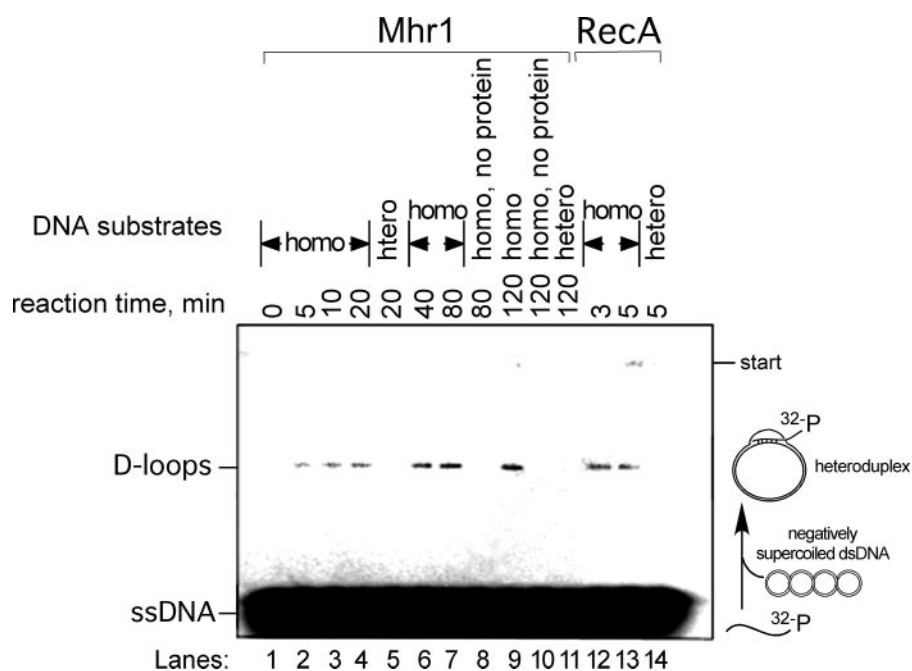 Mhr1 RecA
DNA substrates homo htero homo homo, no protein homo homo, no protein hetero homo hetero
reaction time, min 0 5 10 20 20 40 80 80 120 120 120 3 5 5
start
D-loops
32-P
heteroduplex
negatively
supercoiled dsDNA
ssDNA
32-P
Lanes: 1 2 3 4 5 6 7 8 9 10 11 12 13 14